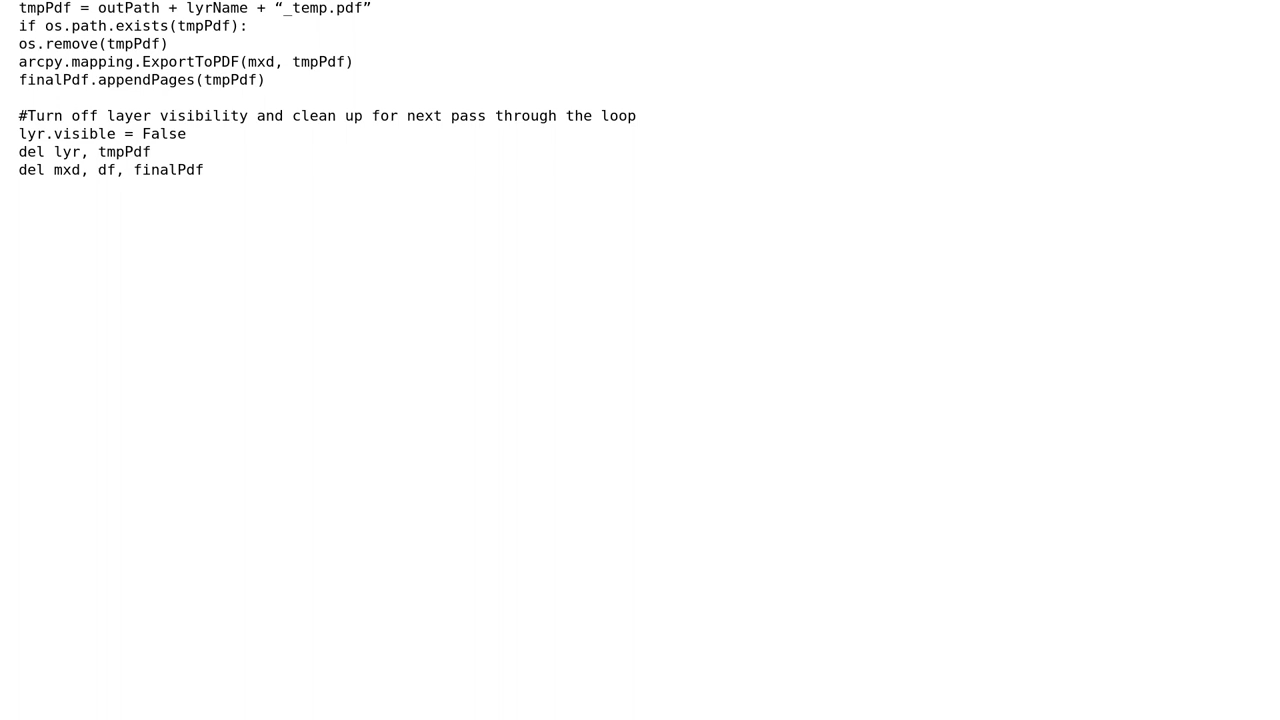 tmpPdf = outPath + lyrName + “_temp.pdf”
if os.path.exists(tmpPdf):
os.remove(tmpPdf)
arcpy.mapping.ExportToPDF(mxd, tmpPdf)
finalPdf.appendPages(tmpPdf)

#Turn off layer visibility and clean up for next pass through the loop
lyr.visible = False
del lyr, tmpPdf
del mxd, df, finalPdf